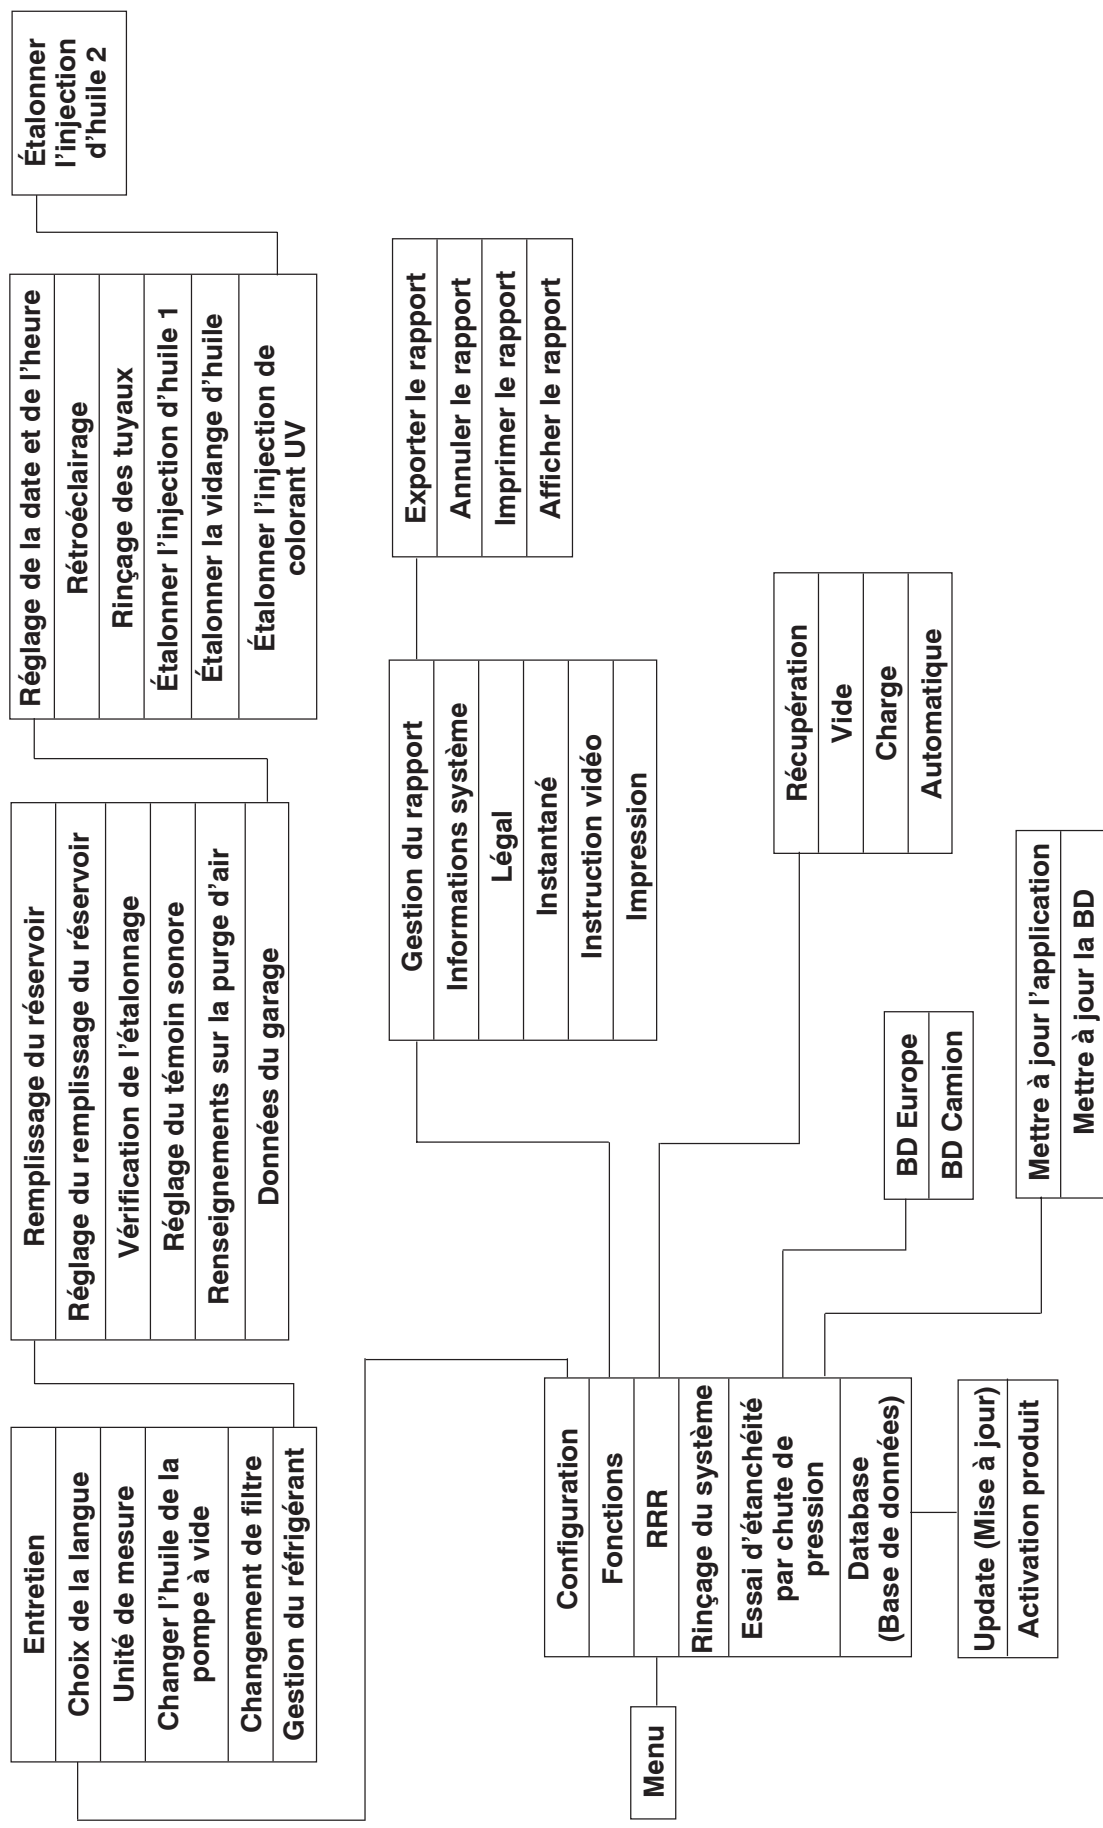 Menu
Configuration
Fonctions
RRR
Rinçage du système
Essai d'étanchéité
par chute de
pression
Database
(Base de données)
Update (Mise à jour)
Activation produit
Entretien
Choix de la langue
Unité de mesure
Changer l'huile de la
pompe à vide
Changement de filtre
Gestion du réfrigérant
Remplissage du réservoir
Réglage du remplissage du réservoir
Vérification de l'étalonnage
Réglage du témoin sonore
Renseignements sur la purge d'air
Données du garage
Réglage de la date et de l'heure
Rétroéclairage
Rinçage des tuyaux
Étalonner l'injection d'huile 1
Étalonner la vidange d'huile
Étalonner l'injection de
colorant UV
Étalonner
l'injection
d'huile 2
Gestion du rapport
Informations système
Légal
Instantané
Instruction vidéo
Impression
Exporter le rapport
Annuler le rapport
Imprimer le rapport
Afficher le rapport
Récupération
Vide
Charge
Automatique
BD Europe
BD Camion
Mettre à jour l'application
Mettre à jour la BD